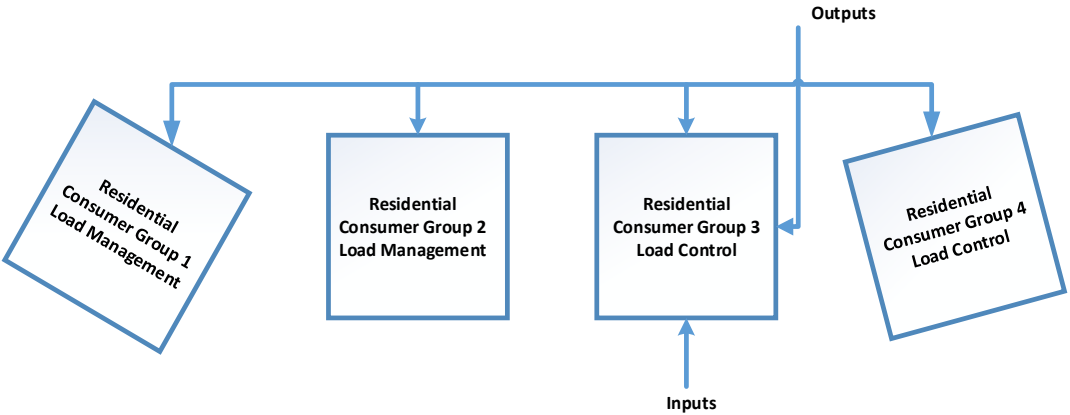 Outputs
Residential
Consumer Group 1
Load Management
Residential
Consumer Group 2
Load Management
Residential
Consumer Group 3
Load Control
Residential
Consumer Group 4
Load Control
Inputs